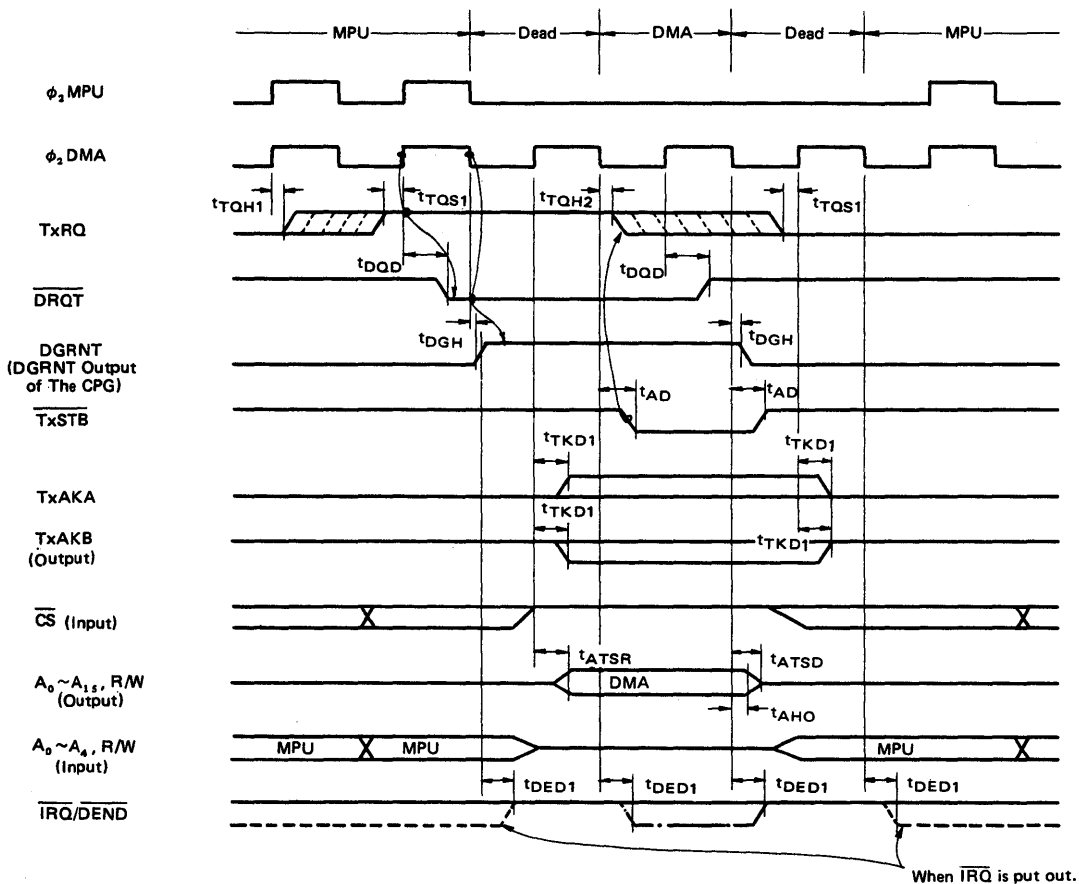 MPU Dead DMA Dead MPU
ϕ₂ MPU
ϕ₂ DMA
tTQH1 tTQS1 tTQH2 tTQS1
TxRQ
tDQD tDQD
DRQT
tDGH tDGH
DGRNT
(DGRNT Output
of The CPG)
tAD tAD
TxSTB
tTKD1 tTKD1
TxAKA
tTKD1 tTKD1
TxAKB
(Output)
CS (Input)
tATSR tATSD
A₀~A₁₅, R/W
(Output)
DMA
tAHO
A₀~A₄, R/W
(Input)
MPU MPU MPU
tDED1 tDED1 tDED1 tDED1
IRQ/DEND
When IRQ is put out.